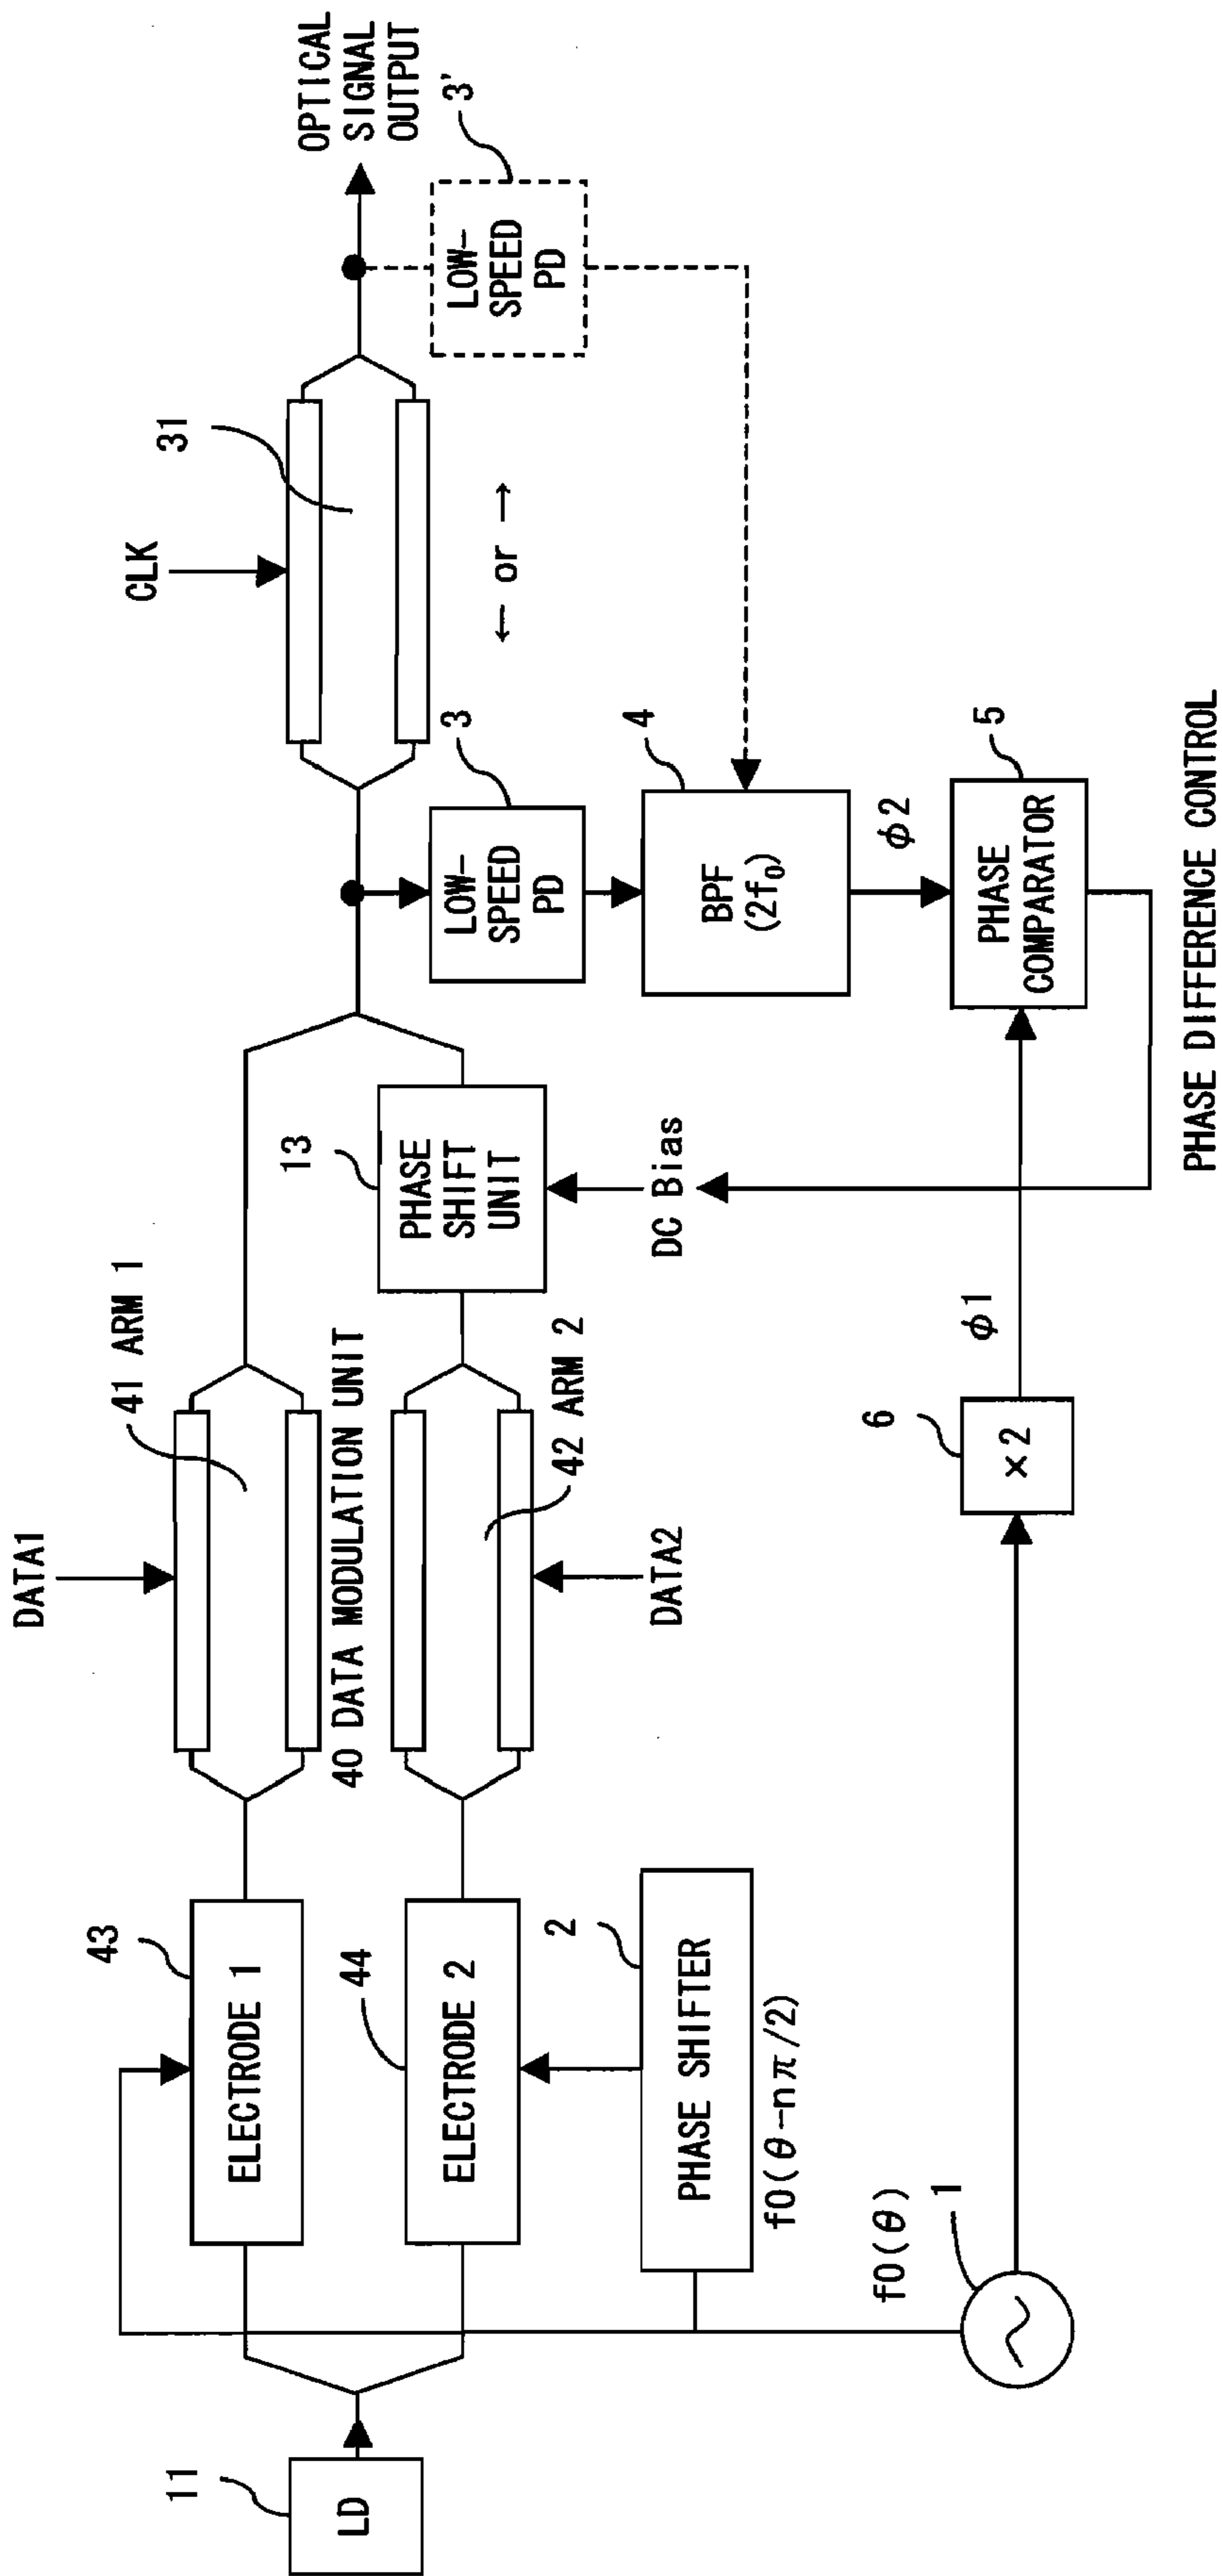 11
LD
43
ELECTRODE 1
44
ELECTRODE 2
2
PHASE SHIFTER
f0(θ-nπ/2)
f0(θ)
1
DATA1
41 ARM 1
40 DATA MODULATION UNIT
42 ARM 2
DATA2
6
×2
φ1
13
PHASE
SHIFT
UNIT
DC Bias
3
LOW-
SPEED
PD
4
BPF
(2f₀)
φ2
5
PHASE
COMPARATOR
PHASE DIFFERENCE CONTROL
CLK
31
← or →
3'
LOW-
SPEED
PD
OPTICAL
SIGNAL
OUTPUT